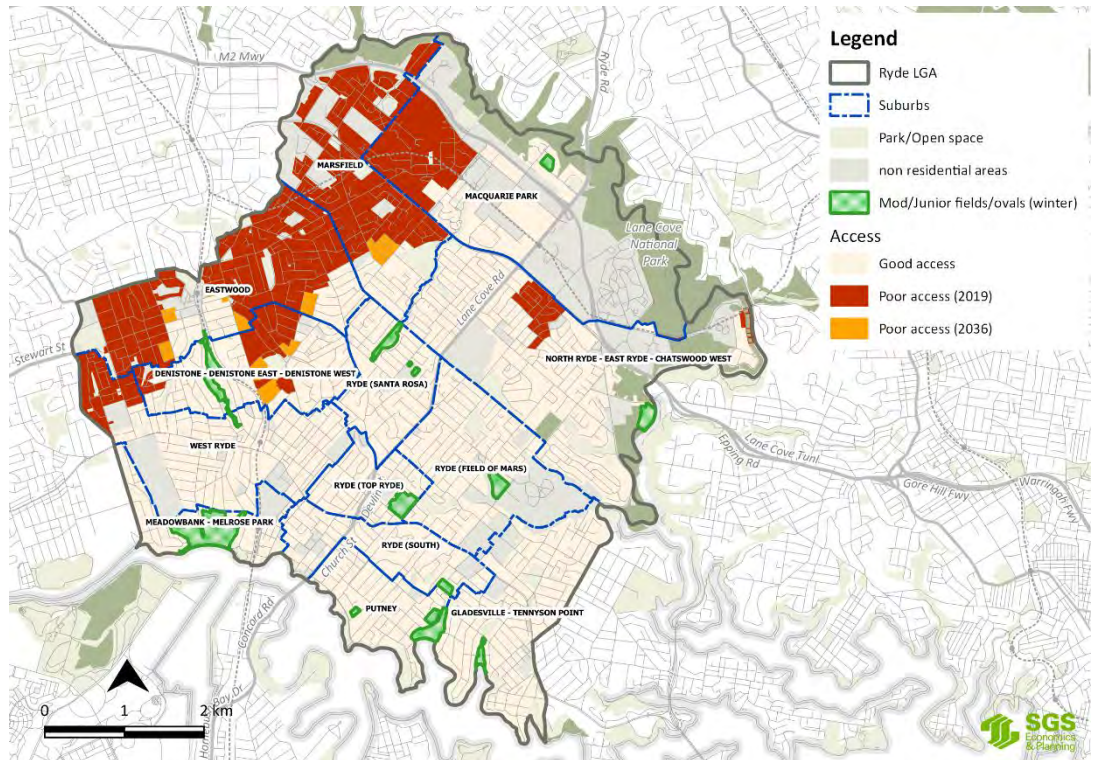 M2 Mwy
Ryde Rd
Legend
Ryde LGA
Suburbs
Park/Open space
non residential areas
Mod/Junior fields/ovals (winter)
Access
Good access
Poor access (2019)
Poor access (2036)
MARSFIELD
MACQUARIE PARK
Lane Cove
National
Park
EASTWOOD
Lane Cove Rd
Stewart St
NORTH RYDE - EAST RYDE - CHATSWOOD WEST
DENISTONE - DENISTONE EAST - DENISTONE WEST
RYDE (SANTA ROSA)
WEST RYDE
Lane Cove Tunl
Epping Rd
RYDE (FIELD OF MARS)
Gore Hill Fwy
Warringah Fwy
RYDE (TOP RYDE)
Devlin
MEADOWBANK - MELROSE PARK
RYDE (SOUTH)
Church St
PUTNEY
GLADESVILLE - TENNYSON POINT
Concord Rd
Bay Dr
0 1 2 km
SGS
Economics
& Planning